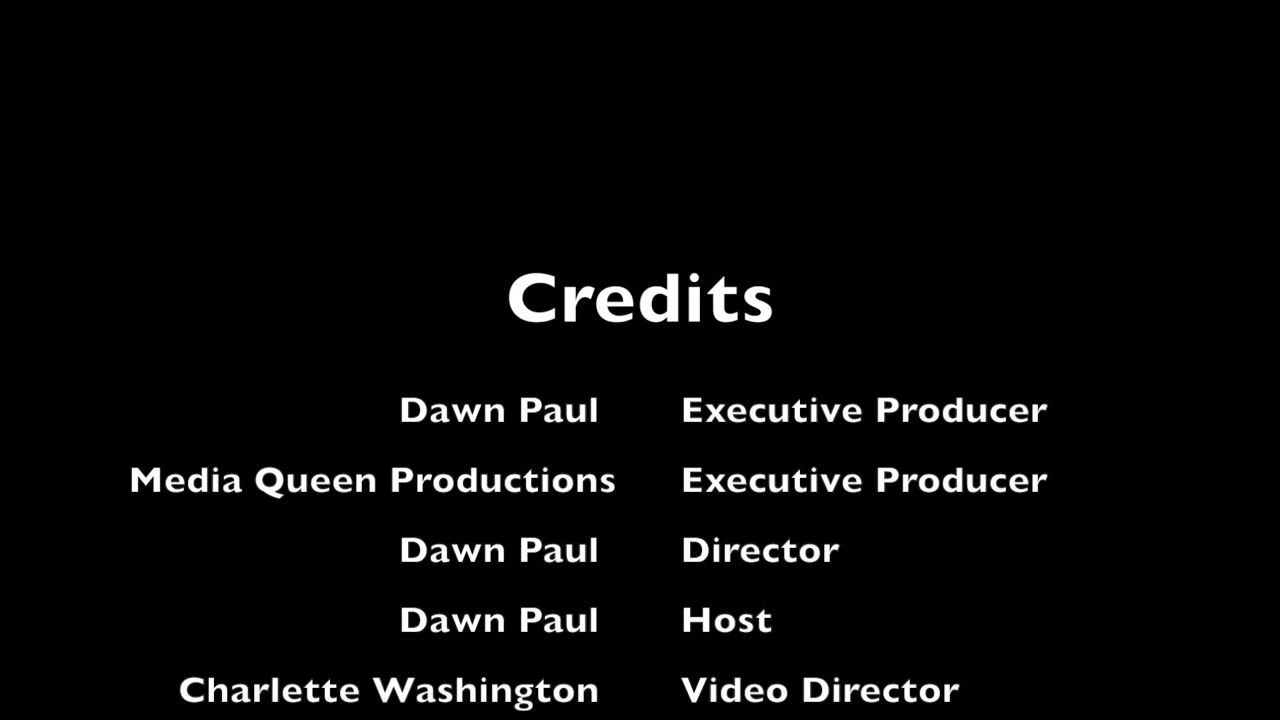 Credits
Dawn Paul Executive Producer
Media Queen Productions Executive Producer
Dawn Paul Director
Dawn Paul Host
Charlette Washington Video Director